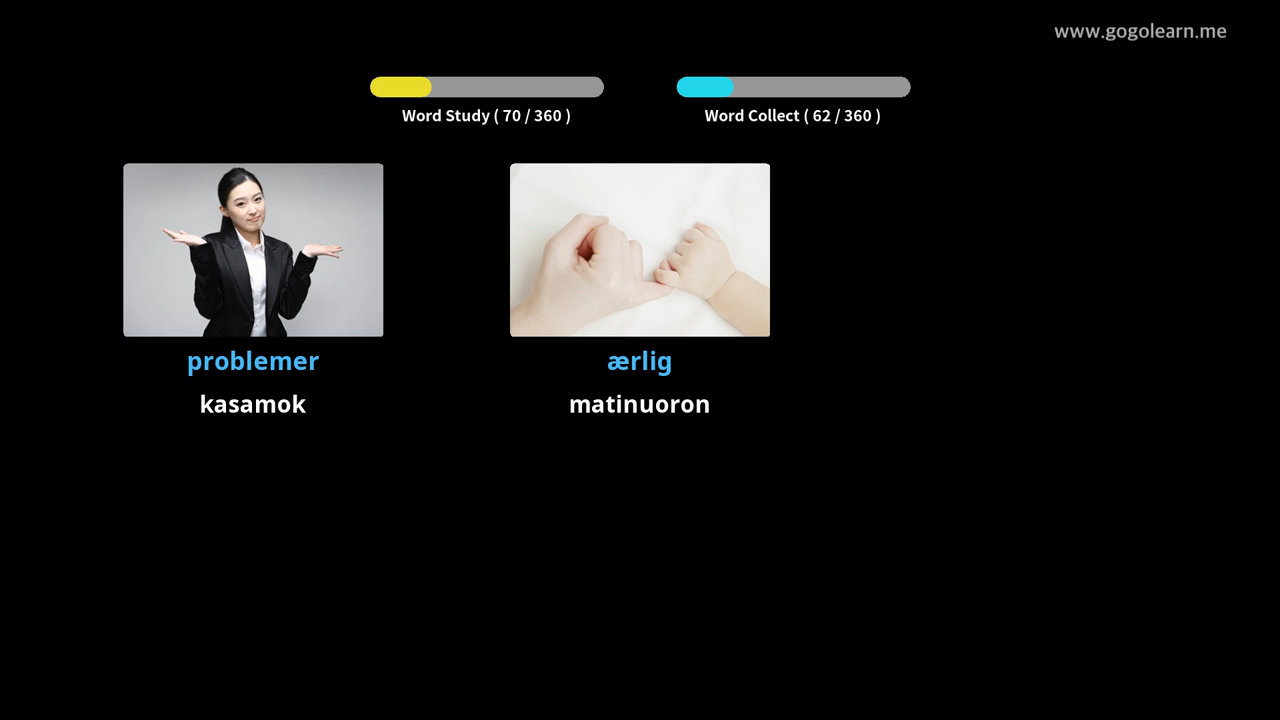 www.gogolearn.me
Word Study ( 70 / 360 )
Word Collect ( 62 / 360 )
problemer
kasamok
ærlig
matinuoron